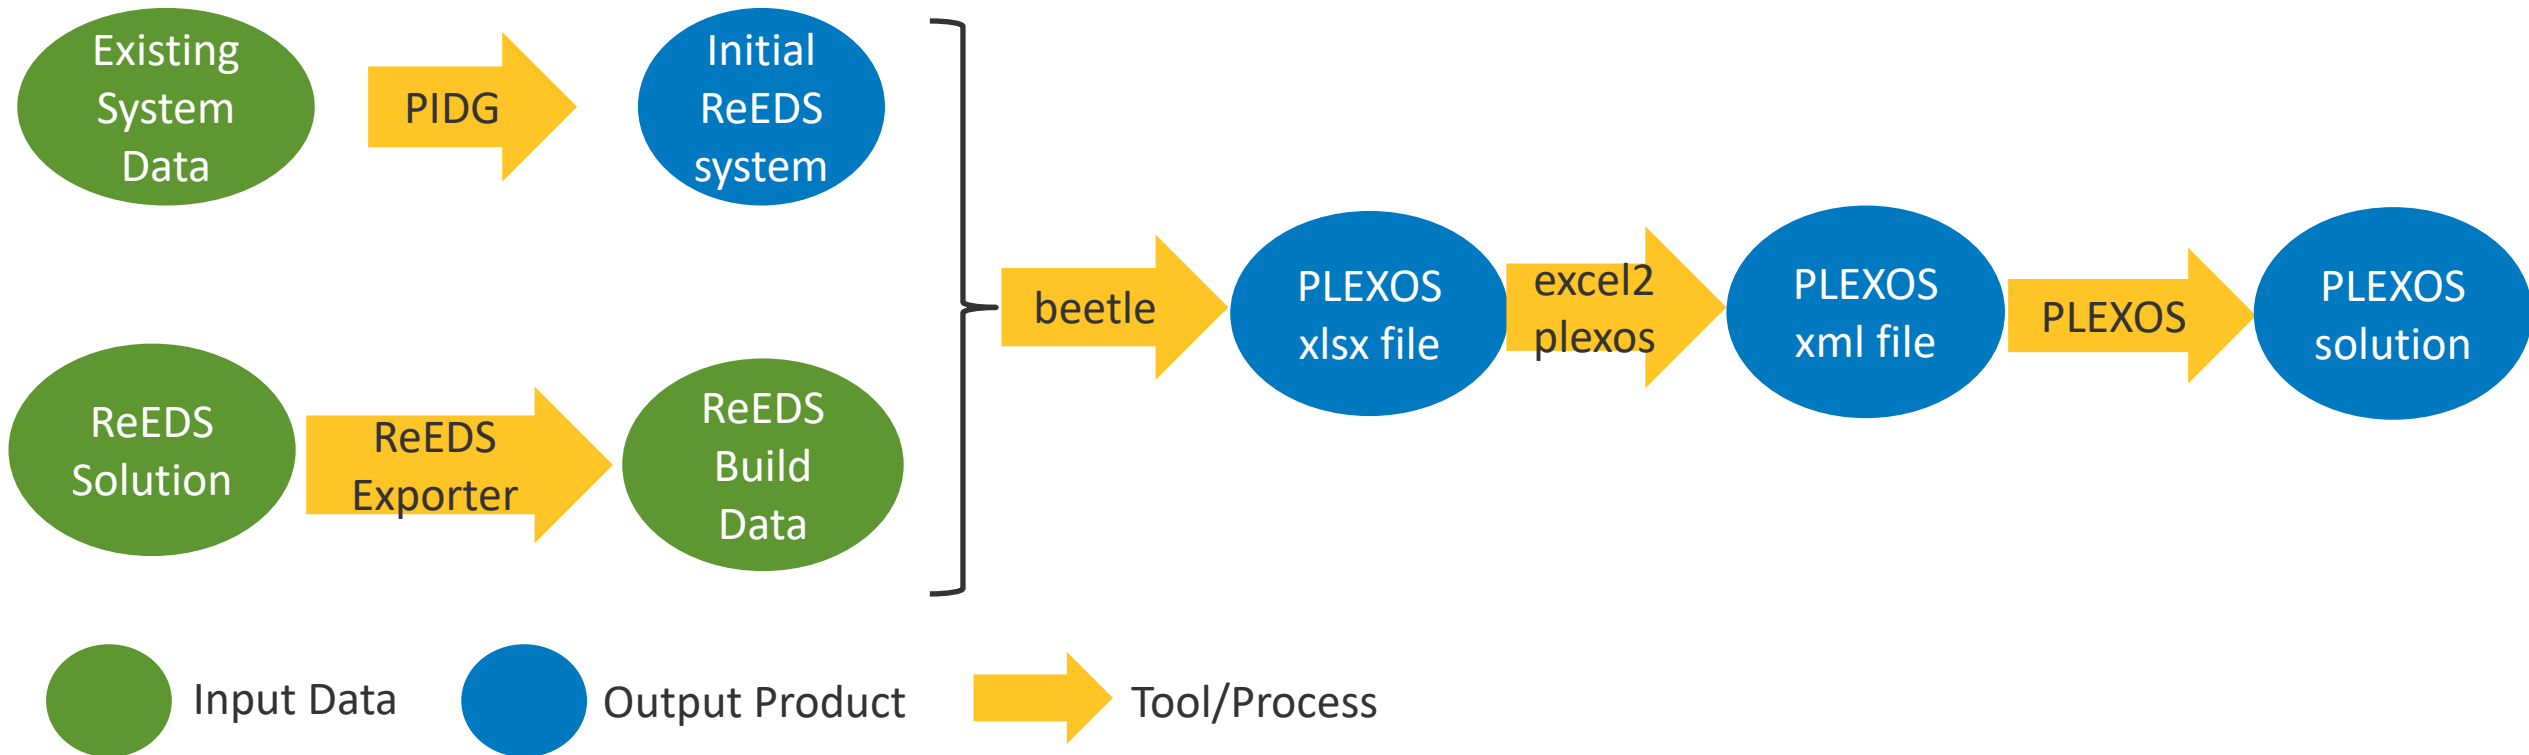 Existing
System
Data
PIDG
Initial
ReEDS
system
ReEDS
Solution
ReEDS
Exporter
ReEDS
Build
Data
beetle
PLEXOS
xlsx file
excel2
plexos
PLEXOS
xml file
PLEXOS
PLEXOS
solution
Input Data
Output Product
Tool/Process